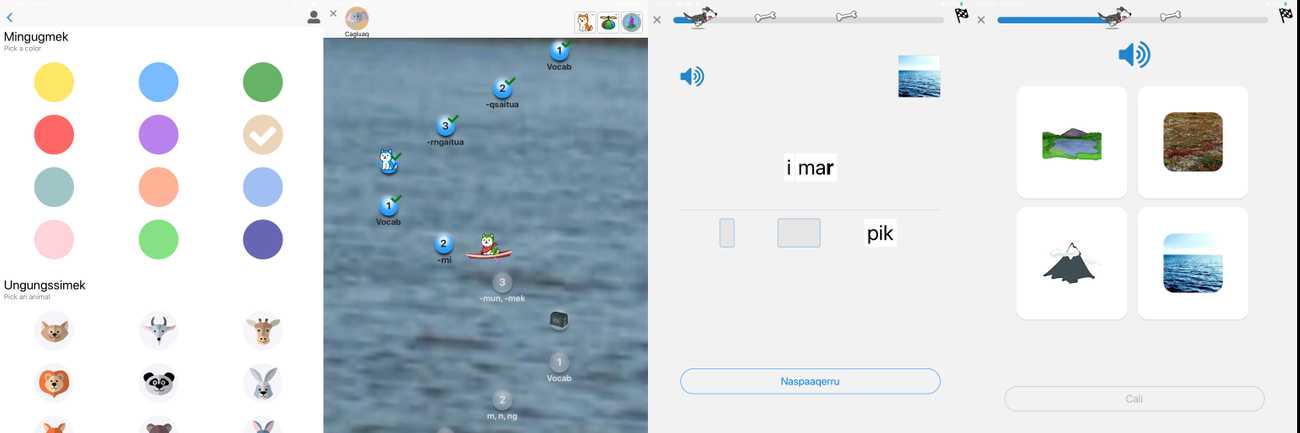 Mingugmek
Pick a color
Ungungssimek
Pick an animal
Cagluaq
1
Vocab
2
-qsaitua
3
-rngaitua
1
Vocab
2
-mi
3
-mun, -mek
1
Vocab
2
m, n, ng
i mar
pik
Naspaaqerru
Cali